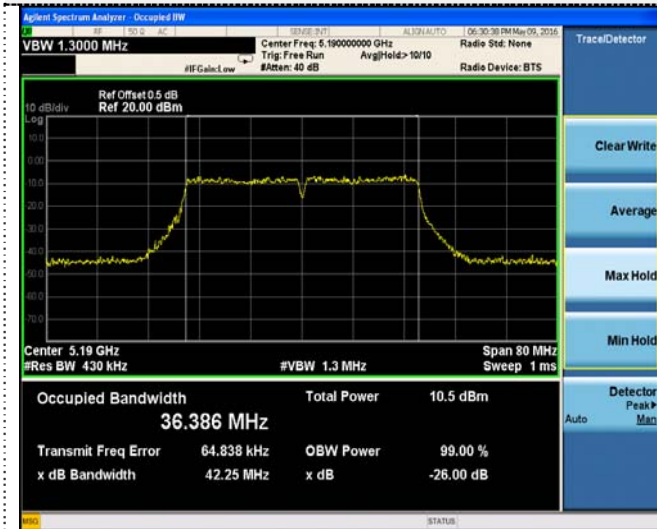 Agilent Spectrum Analyzer - Occupied BW
RF 50 Ω AC SENSE:INT ALIGN AUTO 06:30:38 PM May 09, 2016
VBW 1.3000 MHz
Center Freq: 5.190000000 GHz
Radio Std: None
Trig: Free Run Avg|Hold:>10/10
#IFGain:Low #Atten: 40 dB Radio Device: BTS
Ref Offset 0.5 dB
10 dB/div Ref 20.00 dBm
Log
10.0
0.00
-10.0
-20.0
-30.0
-40.0
-50.0
-60.0
-70.0
Center 5.19 GHz Span 80 MHz
#Res BW 430 kHz #VBW 1.3 MHz Sweep 1 ms
Occupied Bandwidth Total Power 10.5 dBm
36.386 MHz
Transmit Freq Error 64.838 kHz OBW Power 99.00 %
x dB Bandwidth 42.25 MHz x dB -26.00 dB
MSG STATUS
Trace/Detector
Clear Write
Average
Max Hold
Min Hold
Detector
Peak▶
Auto Man